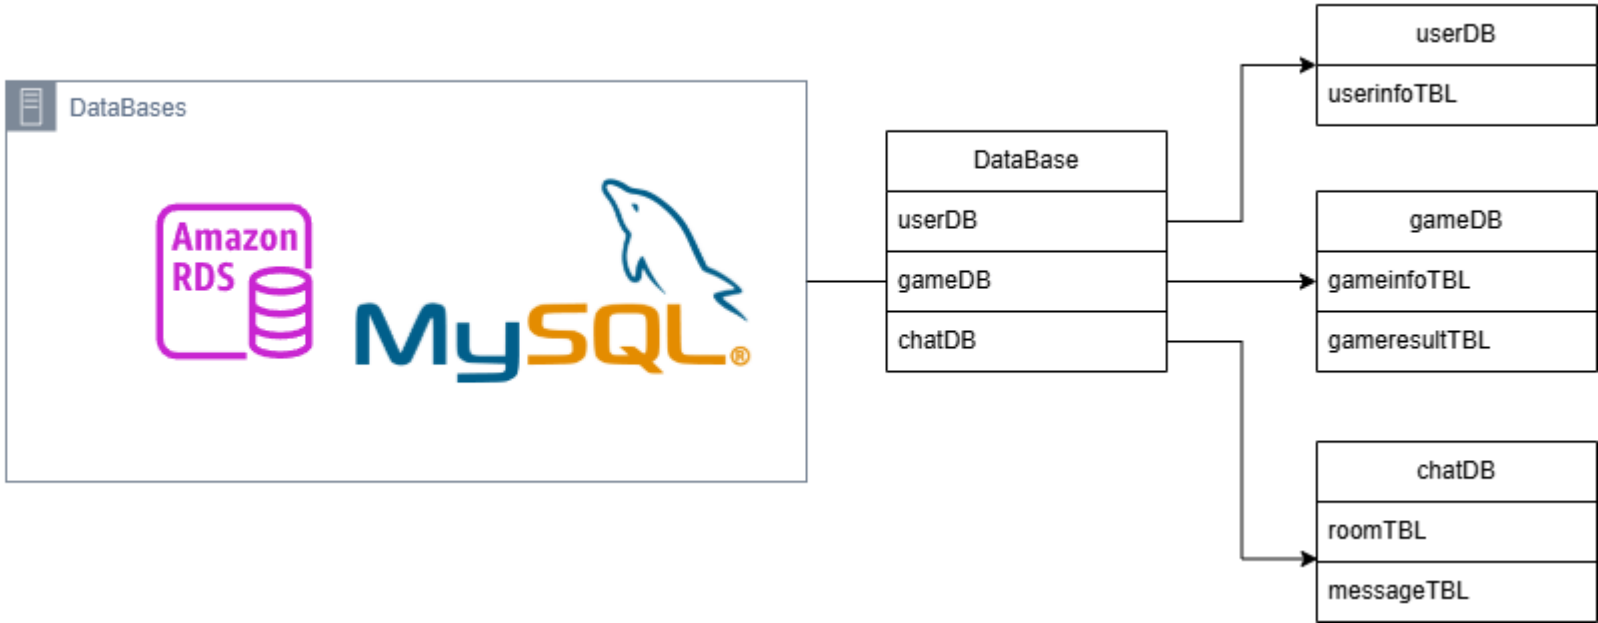 DataBases
Amazon
RDS
MySQL®
DataBase
userDB
gameDB
chatDB
userDB
userinfoTBL
gameDB
gameinfoTBL
gameresultTBL
chatDB
roomTBL
messageTBL